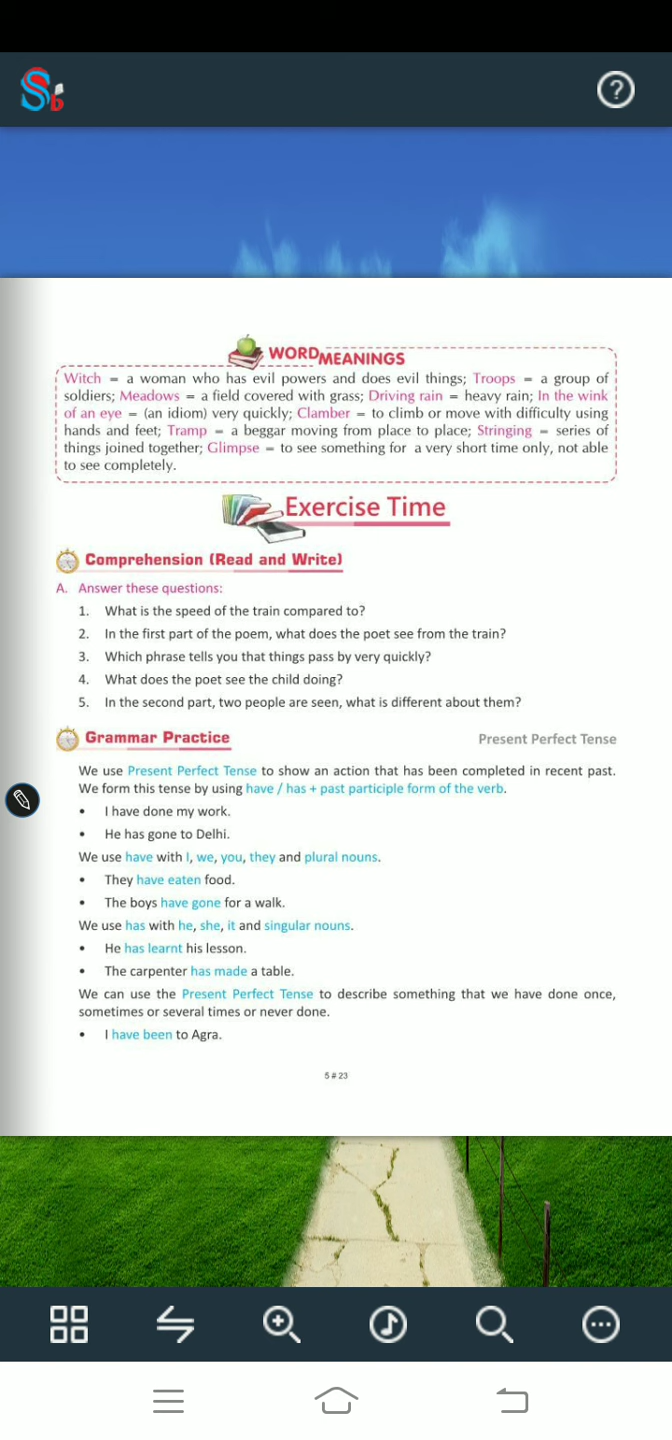 Sb
?
WORD MEANINGS
Witch = a woman who has evil powers and does evil things; Troops = a group of
soldiers; Meadows = a field covered with grass; Driving rain = heavy rain; In the wink
of an eye = (an idiom) very quickly; Clamber = to climb or move with difficulty using
hands and feet; Tramp = a beggar moving from place to place; Stringing = series of
things joined together; Glimpse = to see something for a very short time only, not able
to see completely.
Exercise Time
Comprehension (Read and Write)
A. Answer these questions:
1. What is the speed of the train compared to?
2. In the first part of the poem, what does the poet see from the train?
3. Which phrase tells you that things pass by very quickly?
4. What does the poet see the child doing?
5. In the second part, two people are seen, what is different about them?
Grammar Practice Present Perfect Tense
We use Present Perfect Tense to show an action that has been completed in recent past.
We form this tense by using have / has + past participle form of the verb.
• I have done my work.
• He has gone to Delhi.
We use have with I, we, you, they and plural nouns.
• They have eaten food.
• The boys have gone for a walk.
We use has with he, she, it and singular nouns.
• He has learnt his lesson.
• The carpenter has made a table.
We can use the Present Perfect Tense to describe something that we have done once,
sometimes or several times or never done.
• I have been to Agra.
5 # 23